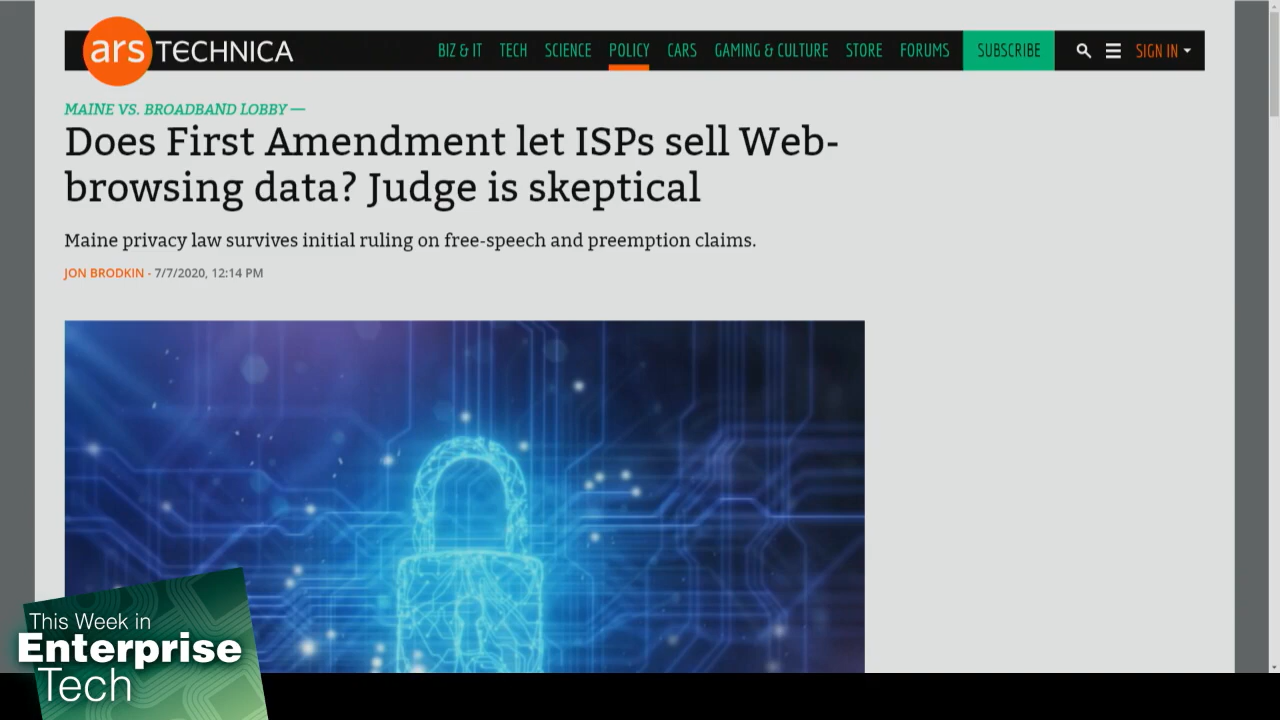 ars TECHNICA
BIZ & IT TECH SCIENCE POLICY CARS GAMING & CULTURE STORE FORUMS SUBSCRIBE SIGN IN
MAINE VS. BROADBAND LOBBY —
Does First Amendment let ISPs sell Web-
browsing data? Judge is skeptical
Maine privacy law survives initial ruling on free-speech and preemption claims.
JON BRODKIN - 7/7/2020, 12:14 PM
This Week in
Enterprise
Tech